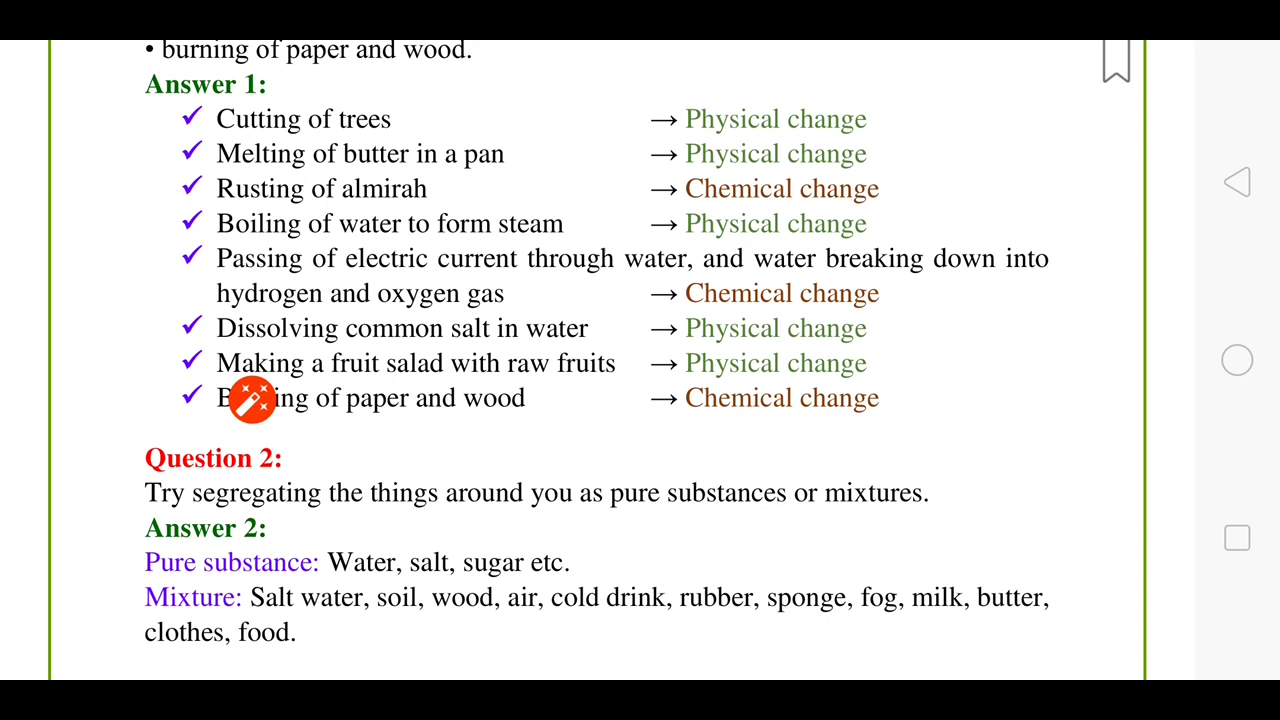 • burning of paper and wood.
Answer 1:
✓ Cutting of trees → Physical change
✓ Melting of butter in a pan → Physical change
✓ Rusting of almirah → Chemical change
✓ Boiling of water to form steam → Physical change
✓ Passing of electric current through water, and water breaking down into
hydrogen and oxygen gas → Chemical change
✓ Dissolving common salt in water → Physical change
✓ Making a fruit salad with raw fruits → Physical change
✓ of paper and wood → Chemical change
Question 2:
Try segregating the things around you as pure substances or mixtures.
Answer 2:
Pure substance: Water, salt, sugar etc.
Mixture: Salt water, soil, wood, air, cold drink, rubber, sponge, fog, milk, butter,
clothes, food.